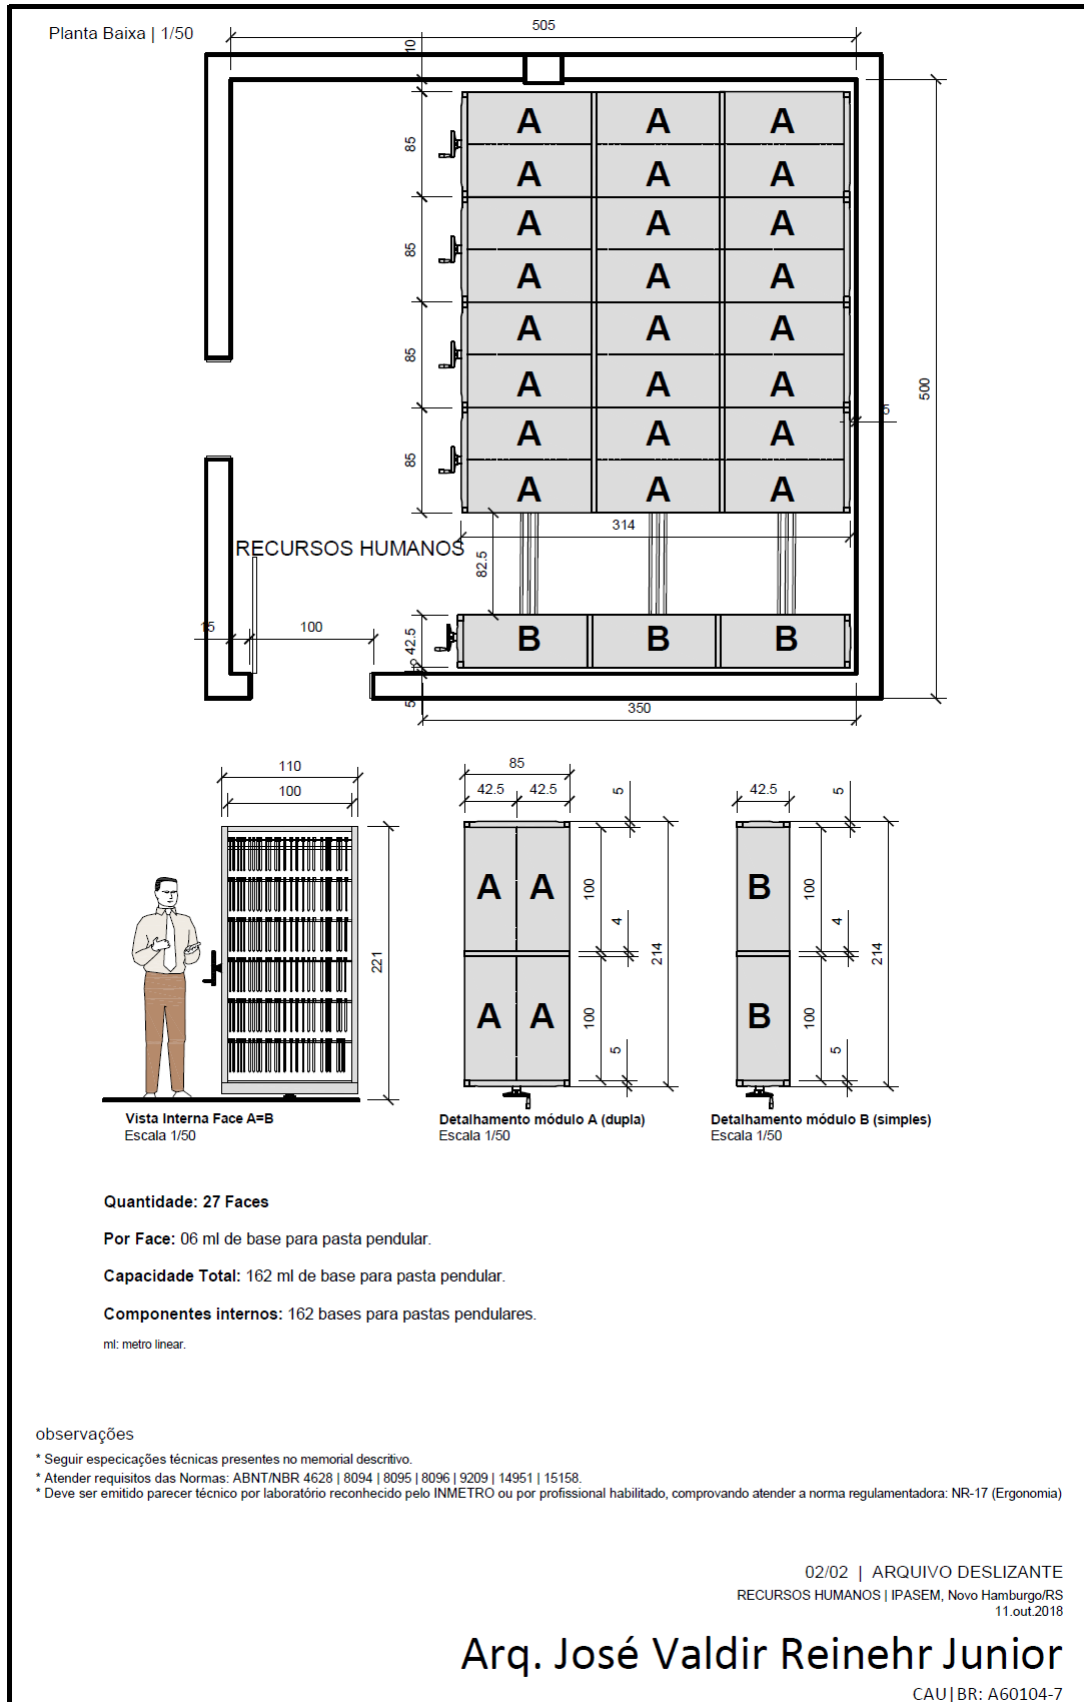 Planta Baixa | 1/50
505
10
A A A
85
A A A
A A A
85
A A A
A A A
85
A A A
500
5
A A A
85
A A A
314
RECURSOS HUMANOS
82.5
15
100
42.5
B B B
5
350
110
100
221
Vista Interna Face A=B
Escala 1/50
85
42.5 42.5
5
A A
100
4
214
A A
100
5
Detalhamento módulo A (dupla)
Escala 1/50
42.5
5
B
100
4
214
B
100
5
Detalhamento módulo B (simples)
Escala 1/50
Quantidade: 27 Faces
Por Face: 06 ml de base para pasta pendular.
Capacidade Total: 162 ml de base para pasta pendular.
Componentes internos: 162 bases para pastas pendulares.
ml: metro linear.
observações
* Seguir especicações técnicas presentes no memorial descritivo.
* Atender requisitos das Normas: ABNT/NBR 4628 | 8094 | 8095 | 8096 | 9209 | 14951 | 15158.
* Deve ser emitido parecer técnico por laboratório reconhecido pelo INMETRO ou por profissional habilitado, comprovando atender a norma regulamentadora: NR-17 (Ergonomia)
02/02 | ARQUIVO DESLIZANTE
RECURSOS HUMANOS | IPASEM, Novo Hamburgo/RS
11.out.2018
Arq. José Valdir Reinehr Junior
CAU|BR: A60104-7